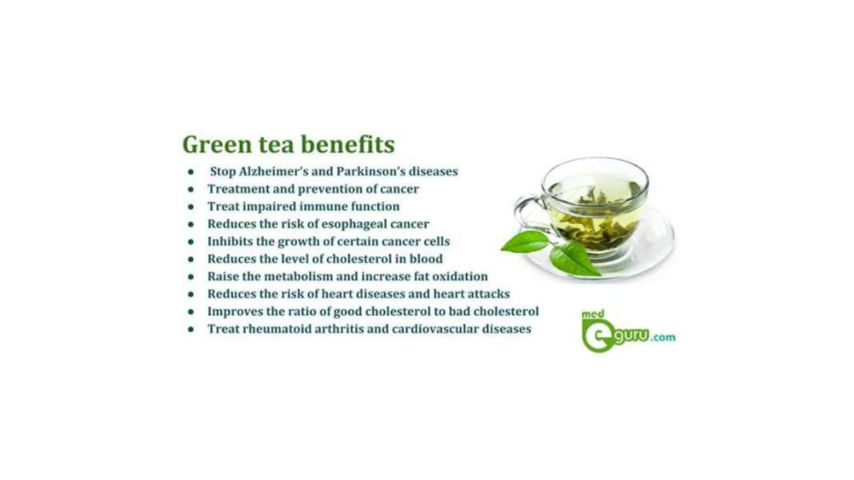 Green tea benefits
● Stop Alzheimer's and Parkinson's diseases
● Treatment and prevention of cancer
● Treat impaired immune function
● Reduces the risk of esophageal cancer
● Inhibits the growth of certain cancer cells
● Reduces the level of cholesterol in blood
● Raise the metabolism and increase fat oxidation
● Reduces the risk of heart diseases and heart attacks
● Improves the ratio of good cholesterol to bad cholesterol
● Treat rheumatoid arthritis and cardiovascular diseases
med
eguru.com